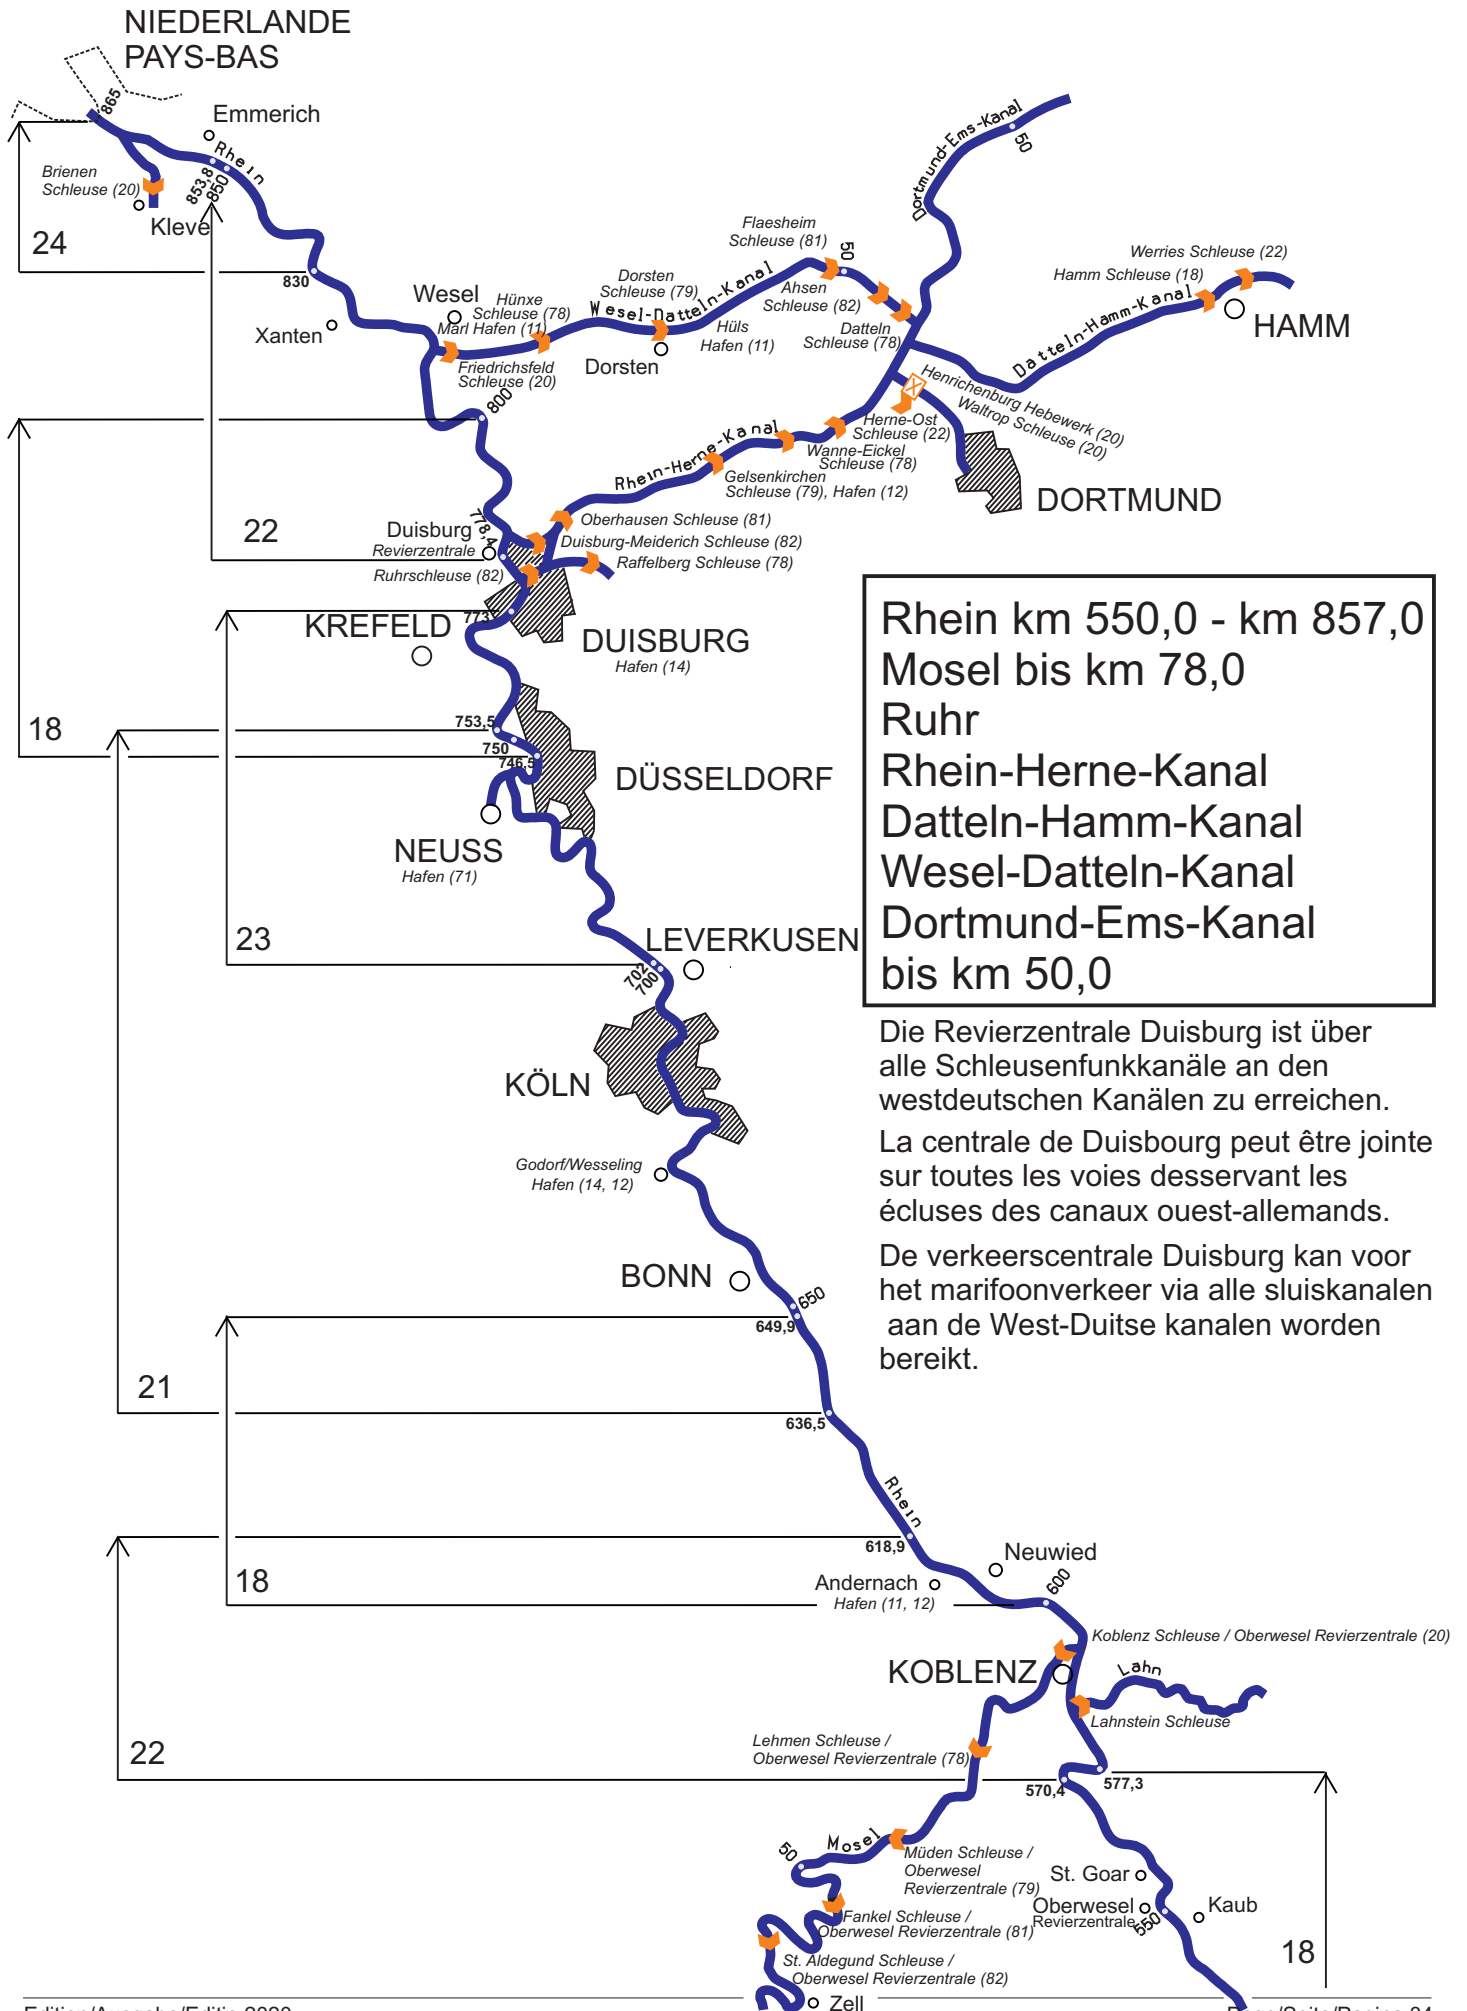 NIEDERLANDE
PAYS-BAS
865
Emmerich
Rhein
853,8
850
Brienen
Schleuse (20)
Kleve
24
830
Xanten
Wesel
Hünxe
Schleuse (78)
Marl Hafen (11)
Friedrichsfeld
Schleuse (20)
Wesel-Datteln-Kanal
Dorsten
Schleuse (79)
Dorsten
Hüls
Hafen (11)
Flaesheim
Schleuse (81)
50
Ahsen
Schleuse (82)
Datteln
Schleuse (78)
Dortmund-Ems-Kanal
50
Werries Schleuse (22)
Hamm Schleuse (18)
Datteln-Hamm-Kanal
HAMM
Henrichenburg Hebewerk (20)
Waltrop Schleuse (20)
DORTMUND
Herne-Ost
Schleuse (22)
Wanne-Eickel
Schleuse (78)
Gelsenkirchen
Schleuse (79), Hafen (12)
Rhein-Herne-Kanal
Oberhausen Schleuse (81)
Duisburg-Meiderich Schleuse (82)
Raffelberg Schleuse (78)
800
22
778,4
Duisburg
Revierzentrale
Ruhrschleuse (82)
773
KREFELD
DUISBURG
Hafen (14)
18
753,5
750
746,5
DÜSSELDORF
NEUSS
Hafen (71)
23
LEVERKUSEN
702
700
KÖLN
Godorf/Wesseling
Hafen (14, 12)
BONN
650
649,9
21
636,5
Rhein
618,9
18
Neuwied
Andernach
Hafen (11, 12)
600
Koblenz Schleuse / Oberwesel Revierzentrale (20)
KOBLENZ
Lahn
Lahnstein Schleuse
Lehmen Schleuse /
Oberwesel Revierzentrale (78)
22
570,4
577,3
Mosel
50
Müden Schleuse /
Oberwesel
Revierzentrale (79)
St. Goar
Oberwesel
Revierzentrale
550
Kaub
Fankel Schleuse /
Oberwesel Revierzentrale (81)
St. Aldegund Schleuse /
Oberwesel Revierzentrale (82)
18
Zell
Rhein km 550,0 - km 857,0
Mosel bis km 78,0
Ruhr
Rhein-Herne-Kanal
Datteln-Hamm-Kanal
Wesel-Datteln-Kanal
Dortmund-Ems-Kanal
bis km 50,0
Die Revierzentrale Duisburg ist über
alle Schleusenfunkkanäle an den
westdeutschen Kanälen zu erreichen.
La centrale de Duisbourg peut être jointe
sur toutes les voies desservant les
écluses des canaux ouest-allemands.
De verkeerscentrale Duisburg kan voor
het marifoonverkeer via alle sluiskanalen
aan de West-Duitse kanalen worden
bereikt.
Edition/Ausgabe/Editie 2020
Page/Seite/Pagina 34